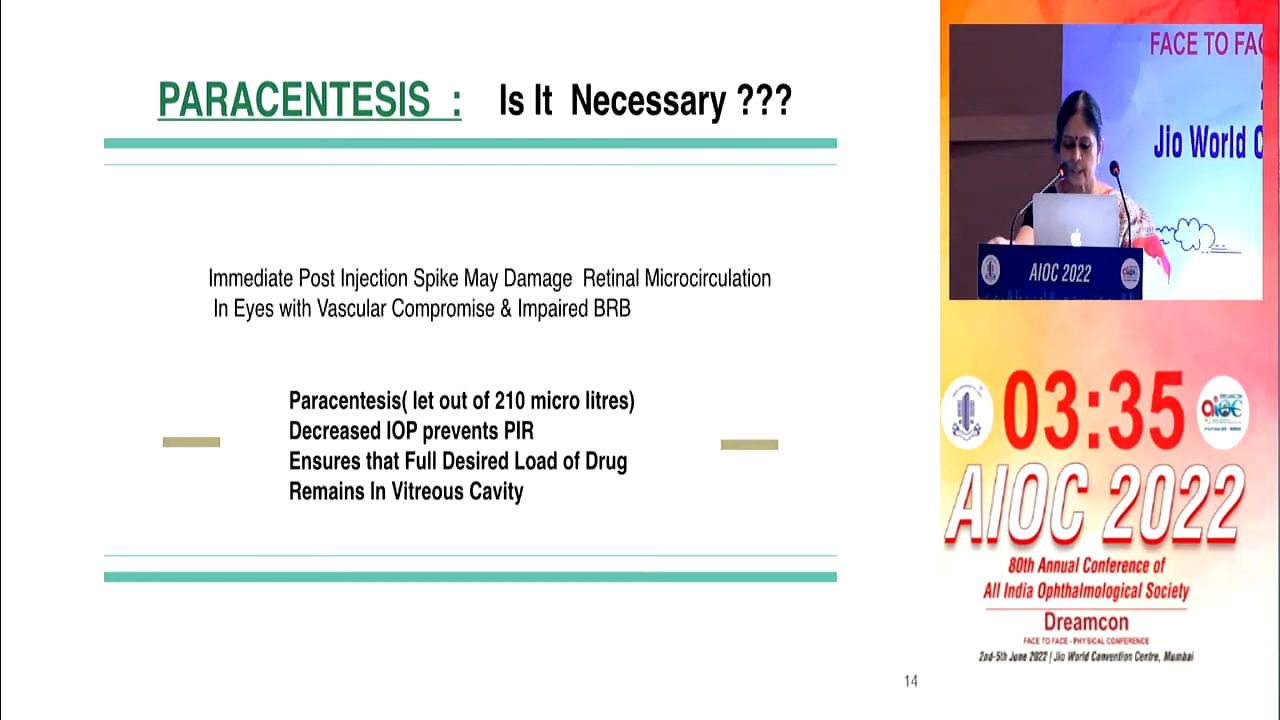 PARACENTESIS : Is It Necessary ???
Immediate Post Injection Spike May Damage Retinal Microcirculation
In Eyes with Vascular Compromise & Impaired BRB
Paracentesis( let out of 210 micro litres)
Decreased IOP prevents PIR
Ensures that Full Desired Load of Drug
Remains In Vitreous Cavity
14
FACE TO FAC
Jio World C
AIOC 2022
03:35
AIOC 2022
80th Annual Conference of
All India Ophthalmological Society
Dreamcon
FACE TO FACE - PHYSICAL CONFERENCE
2nd-5th June 2022 | Jio World Convention Centre, Mumbai